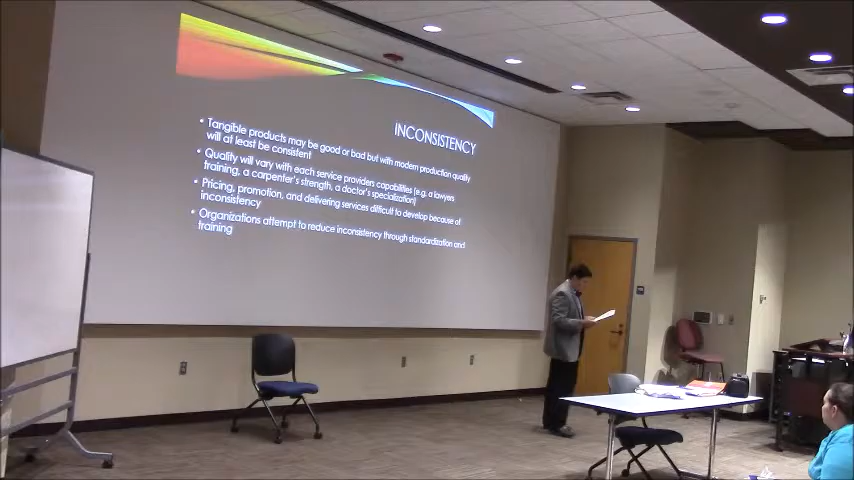 INCONSISTENCY
• Tangible products may be good or bad but with modern production quality
will at least be consistent
• Quality will vary with each service providers capabilities (e.g. a lawyers
training, a carpenter's strength, a doctor's specialization)
• Pricing, promotion, and delivering services difficult to develop because of
inconsistency
• Organizations attempt to reduce inconsistency through standardization and
training